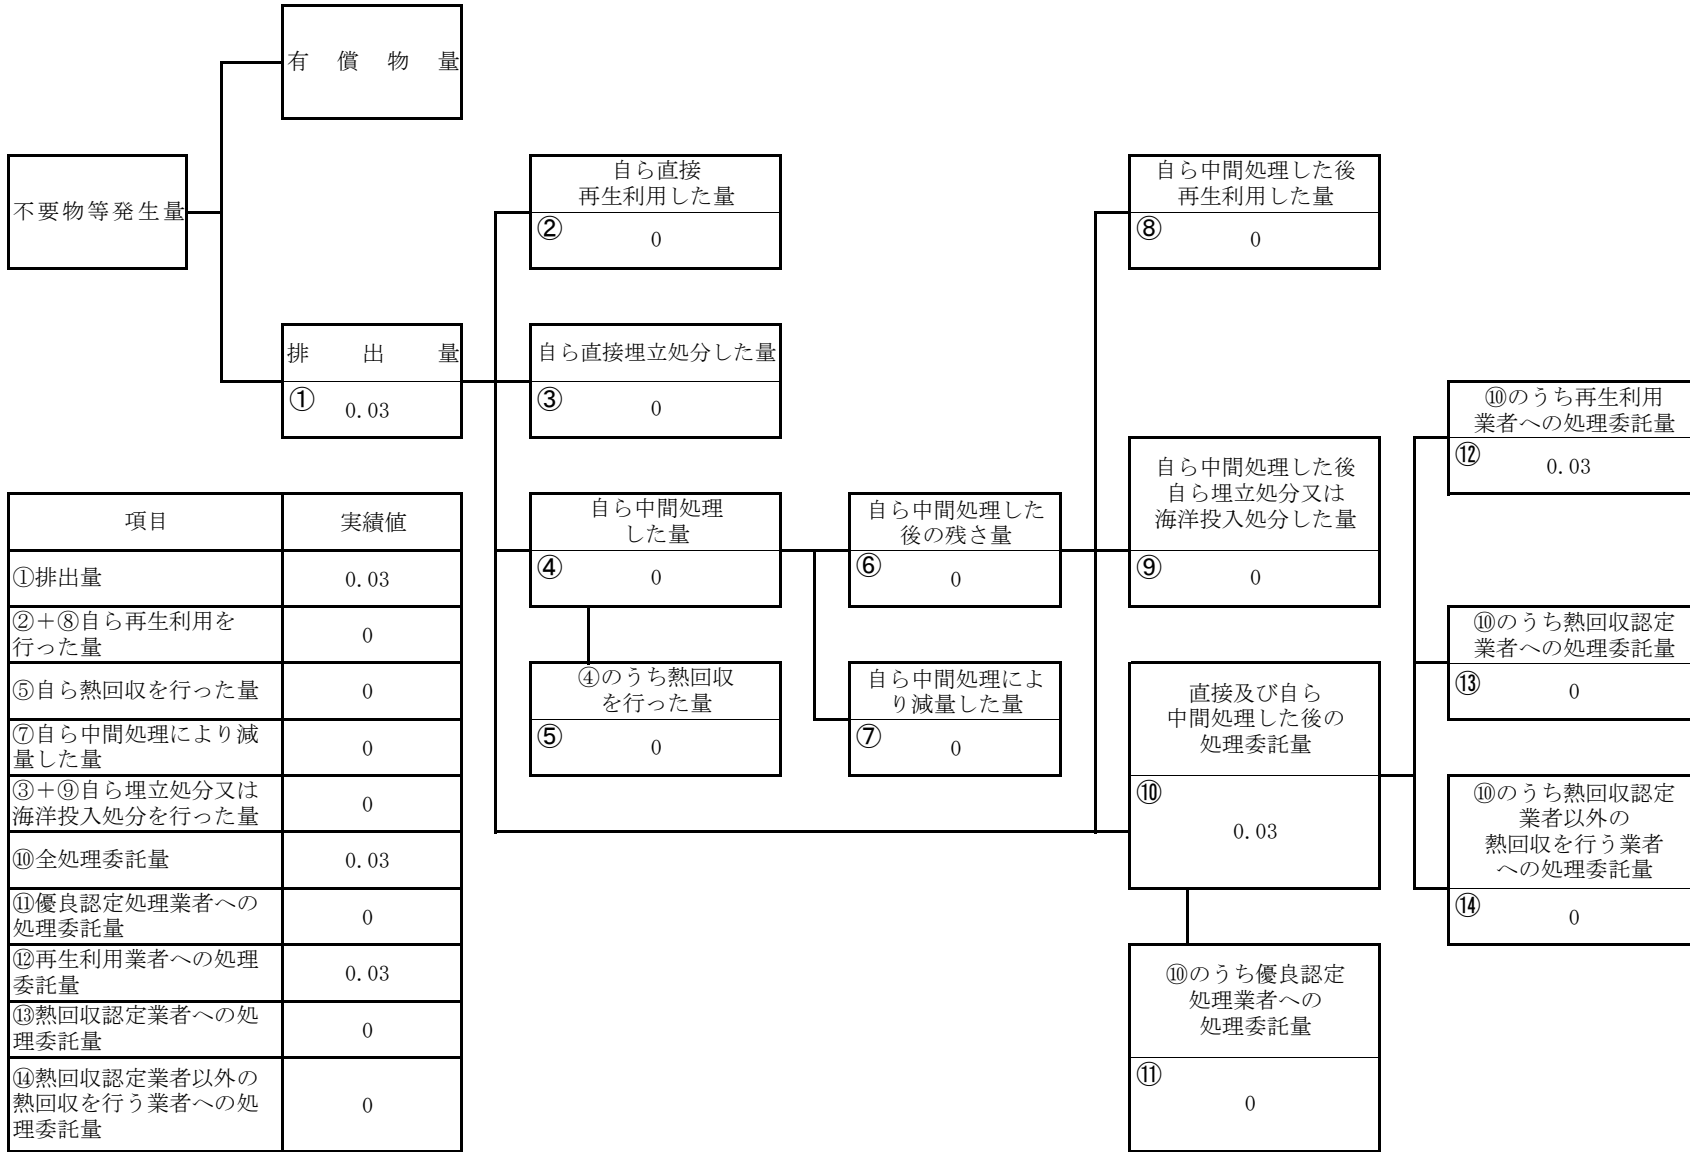 有償物量
不要物等発生量
排出量
①
0.03
自ら直接
再生利用した量
②
0
自ら直接埋立処分した量
③
0
自ら中間処理
した量
④
0
④のうち熱回収
を行った量
⑤
0
自ら中間処理した
後の残さ量
⑥
0
自ら中間処理によ
り減量した量
⑦
0
自ら中間処理した後
再生利用した量
⑧
0
自ら中間処理した後
自ら埋立処分又は
海洋投入処分した量
⑨
0
直接及び自ら
中間処理した後の
処理委託量
⑩
0.03
⑩のうち優良認定
処理業者への
処理委託量
⑪
0
⑩のうち再生利用
業者への処理委託量
⑫
0.03
⑩のうち熱回収認定
業者への処理委託量
⑬
0
⑩のうち熱回収認定
業者以外の
熱回収を行う業者
への処理委託量
⑭
0
項目 実績値
①排出量 0.03
②＋⑧自ら再生利用を
行った量 0
⑤自ら熱回収を行った量 0
⑦自ら中間処理により減
量した量 0
③＋⑨自ら埋立処分又は
海洋投入処分を行った量 0
⑩全処理委託量 0.03
⑪優良認定処理業者への
処理委託量 0
⑫再生利用業者への処理
委託量 0.03
⑬熱回収認定業者への処
理委託量 0
⑭熱回収認定業者以外の
熱回収を行う業者への処
理委託量 0